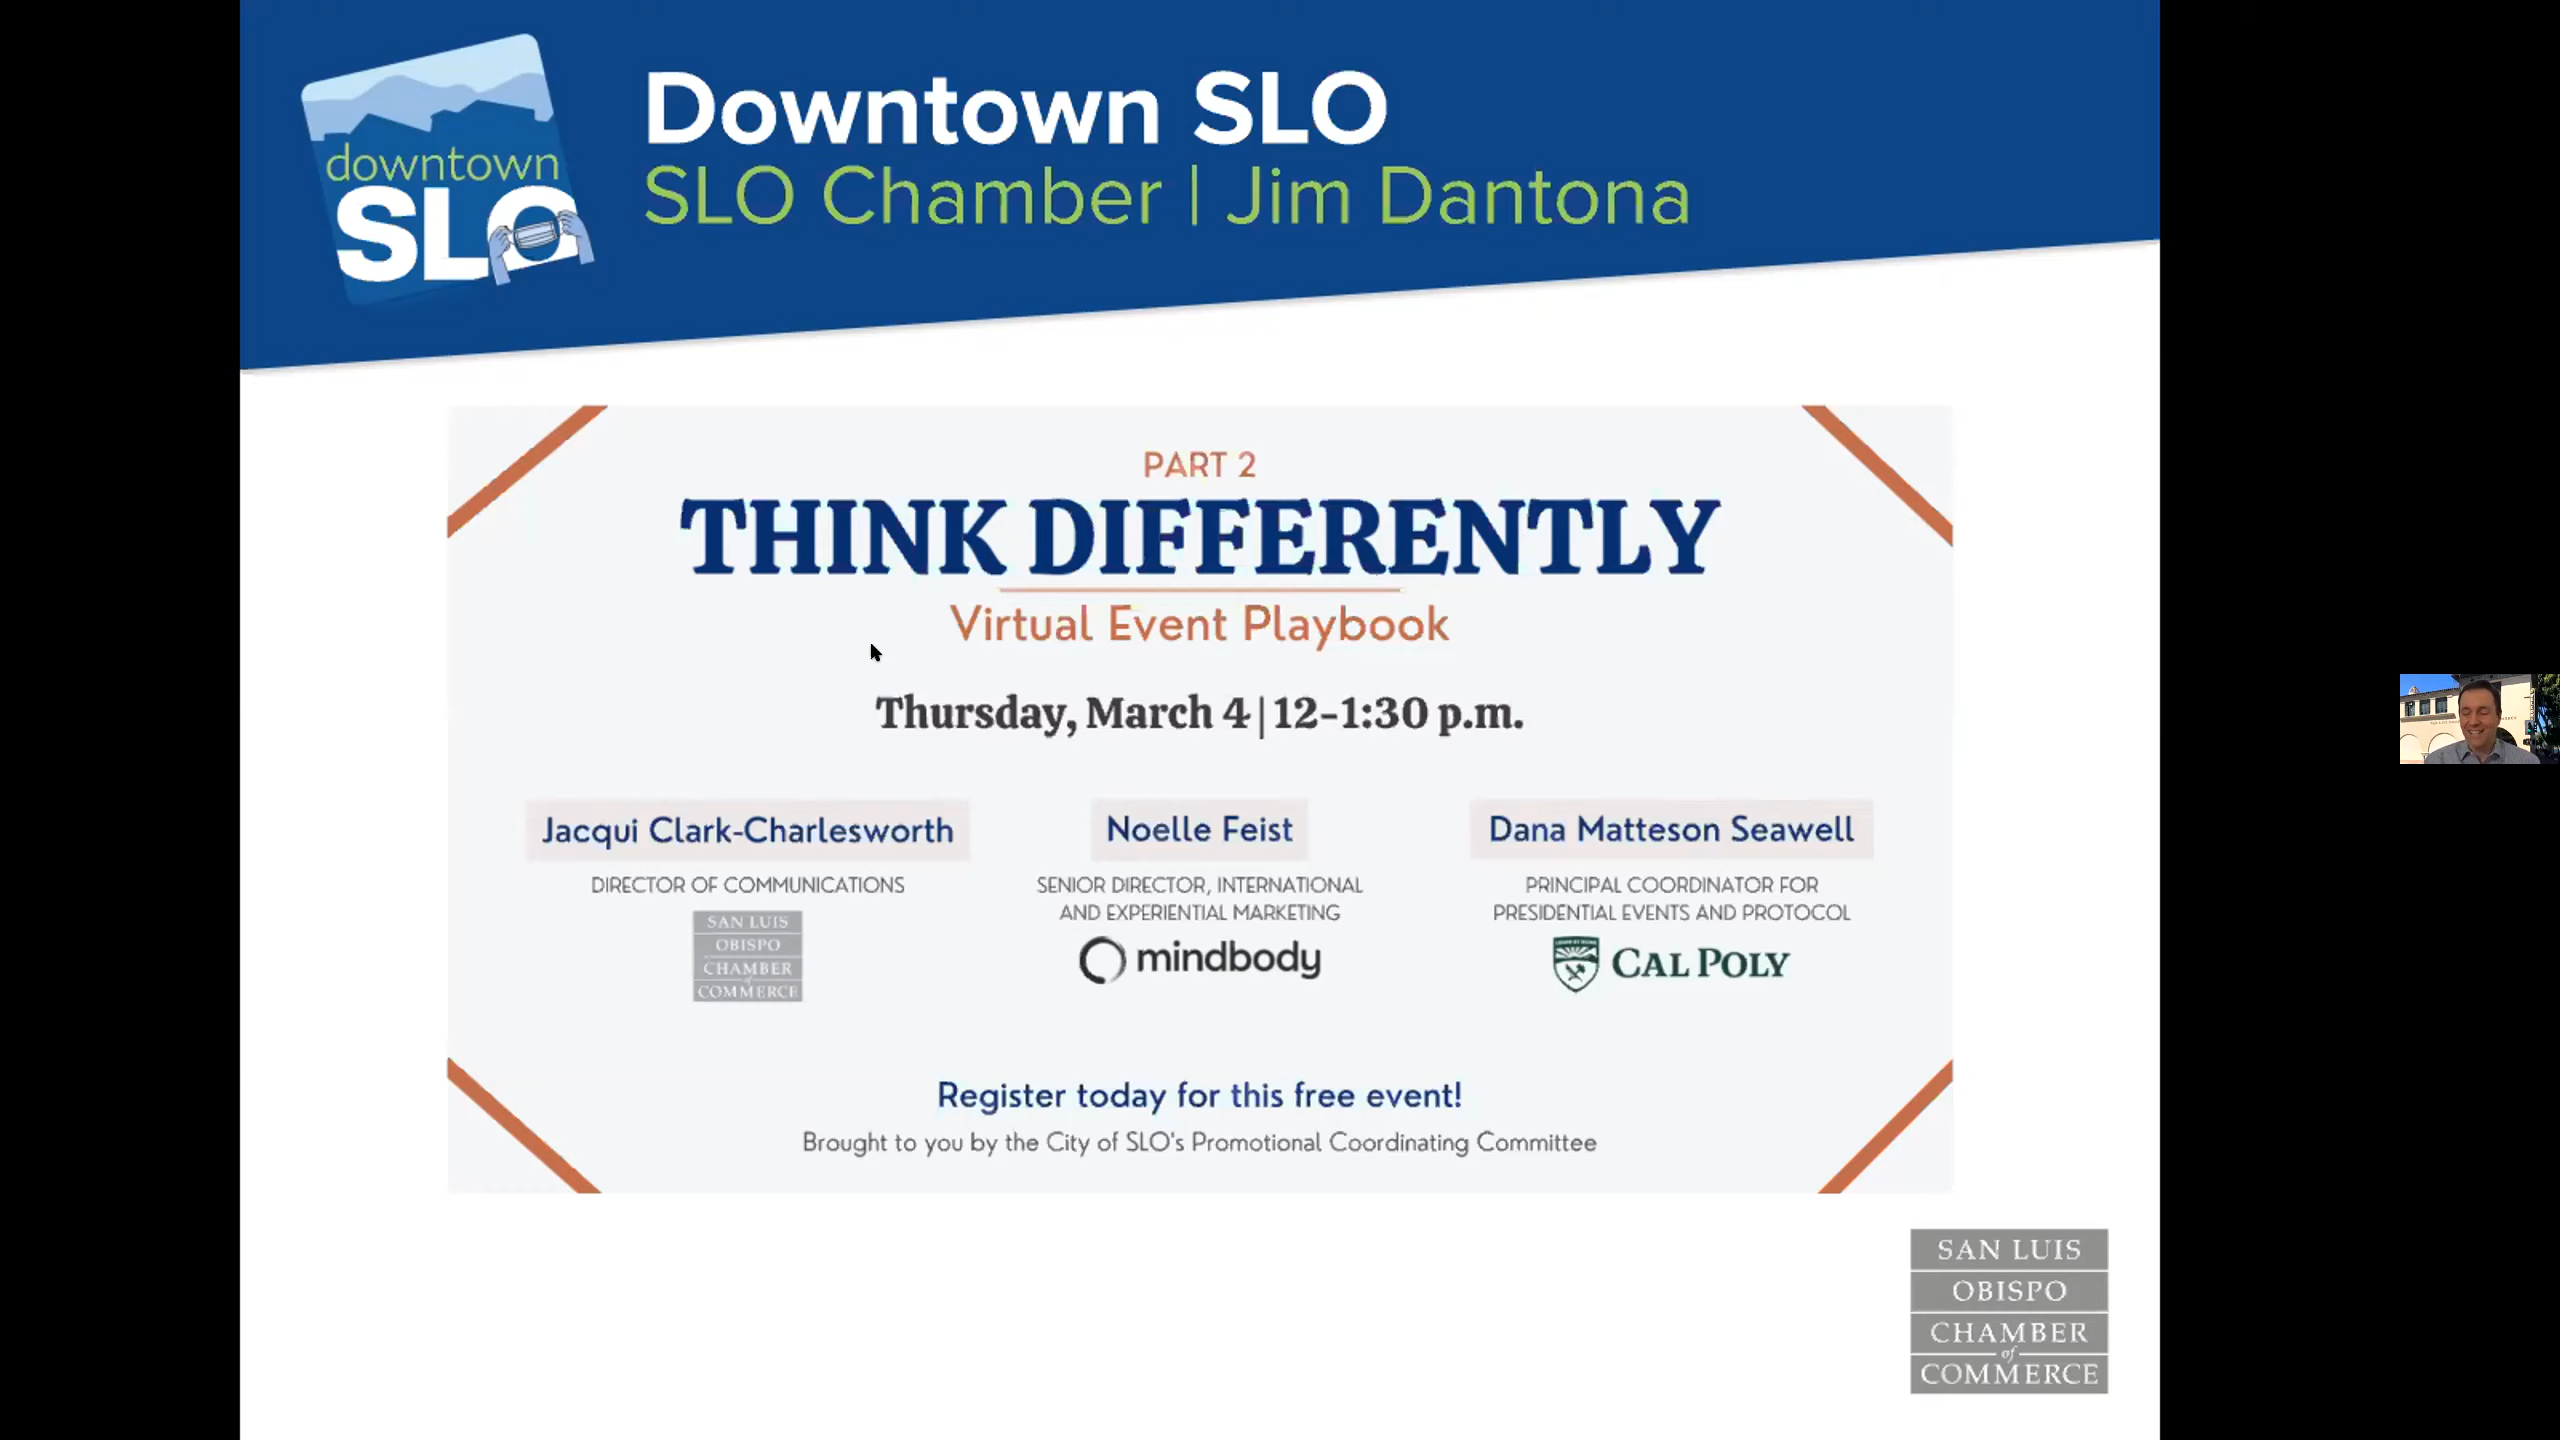 downtown
SLO
Downtown SLO
SLO Chamber | Jim Dantona
PART 2
THINK DIFFERENTLY
Virtual Event Playbook
Thursday, March 4 | 12-1:30 p.m.
Jacqui Clark-Charlesworth
DIRECTOR OF COMMUNICATIONS
SAN LUIS
OBISPO
CHAMBER
of
COMMERCE
Noelle Feist
SENIOR DIRECTOR, INTERNATIONAL
AND EXPERIENTIAL MARKETING
mindbody
Dana Matteson Seawell
PRINCIPAL COORDINATOR FOR
PRESIDENTIAL EVENTS AND PROTOCOL
CAL POLY
Register today for this free event!
Brought to you by the City of SLO's Promotional Coordinating Committee
SAN LUIS
OBISPO
CHAMBER
of
COMMERCE